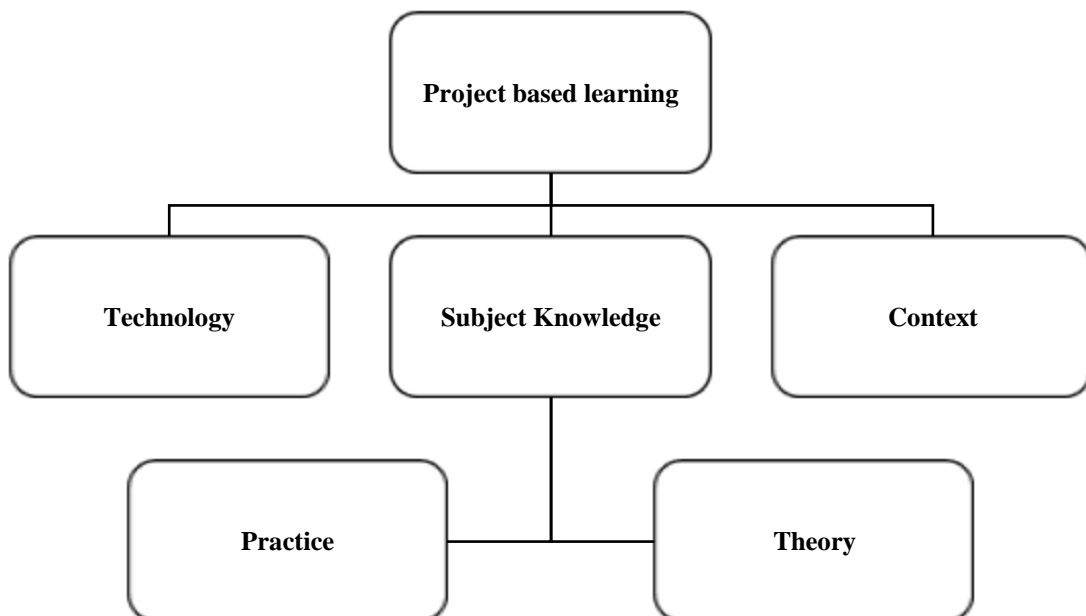 Project based learning
Technology
Subject Knowledge
Context
Practice
Theory